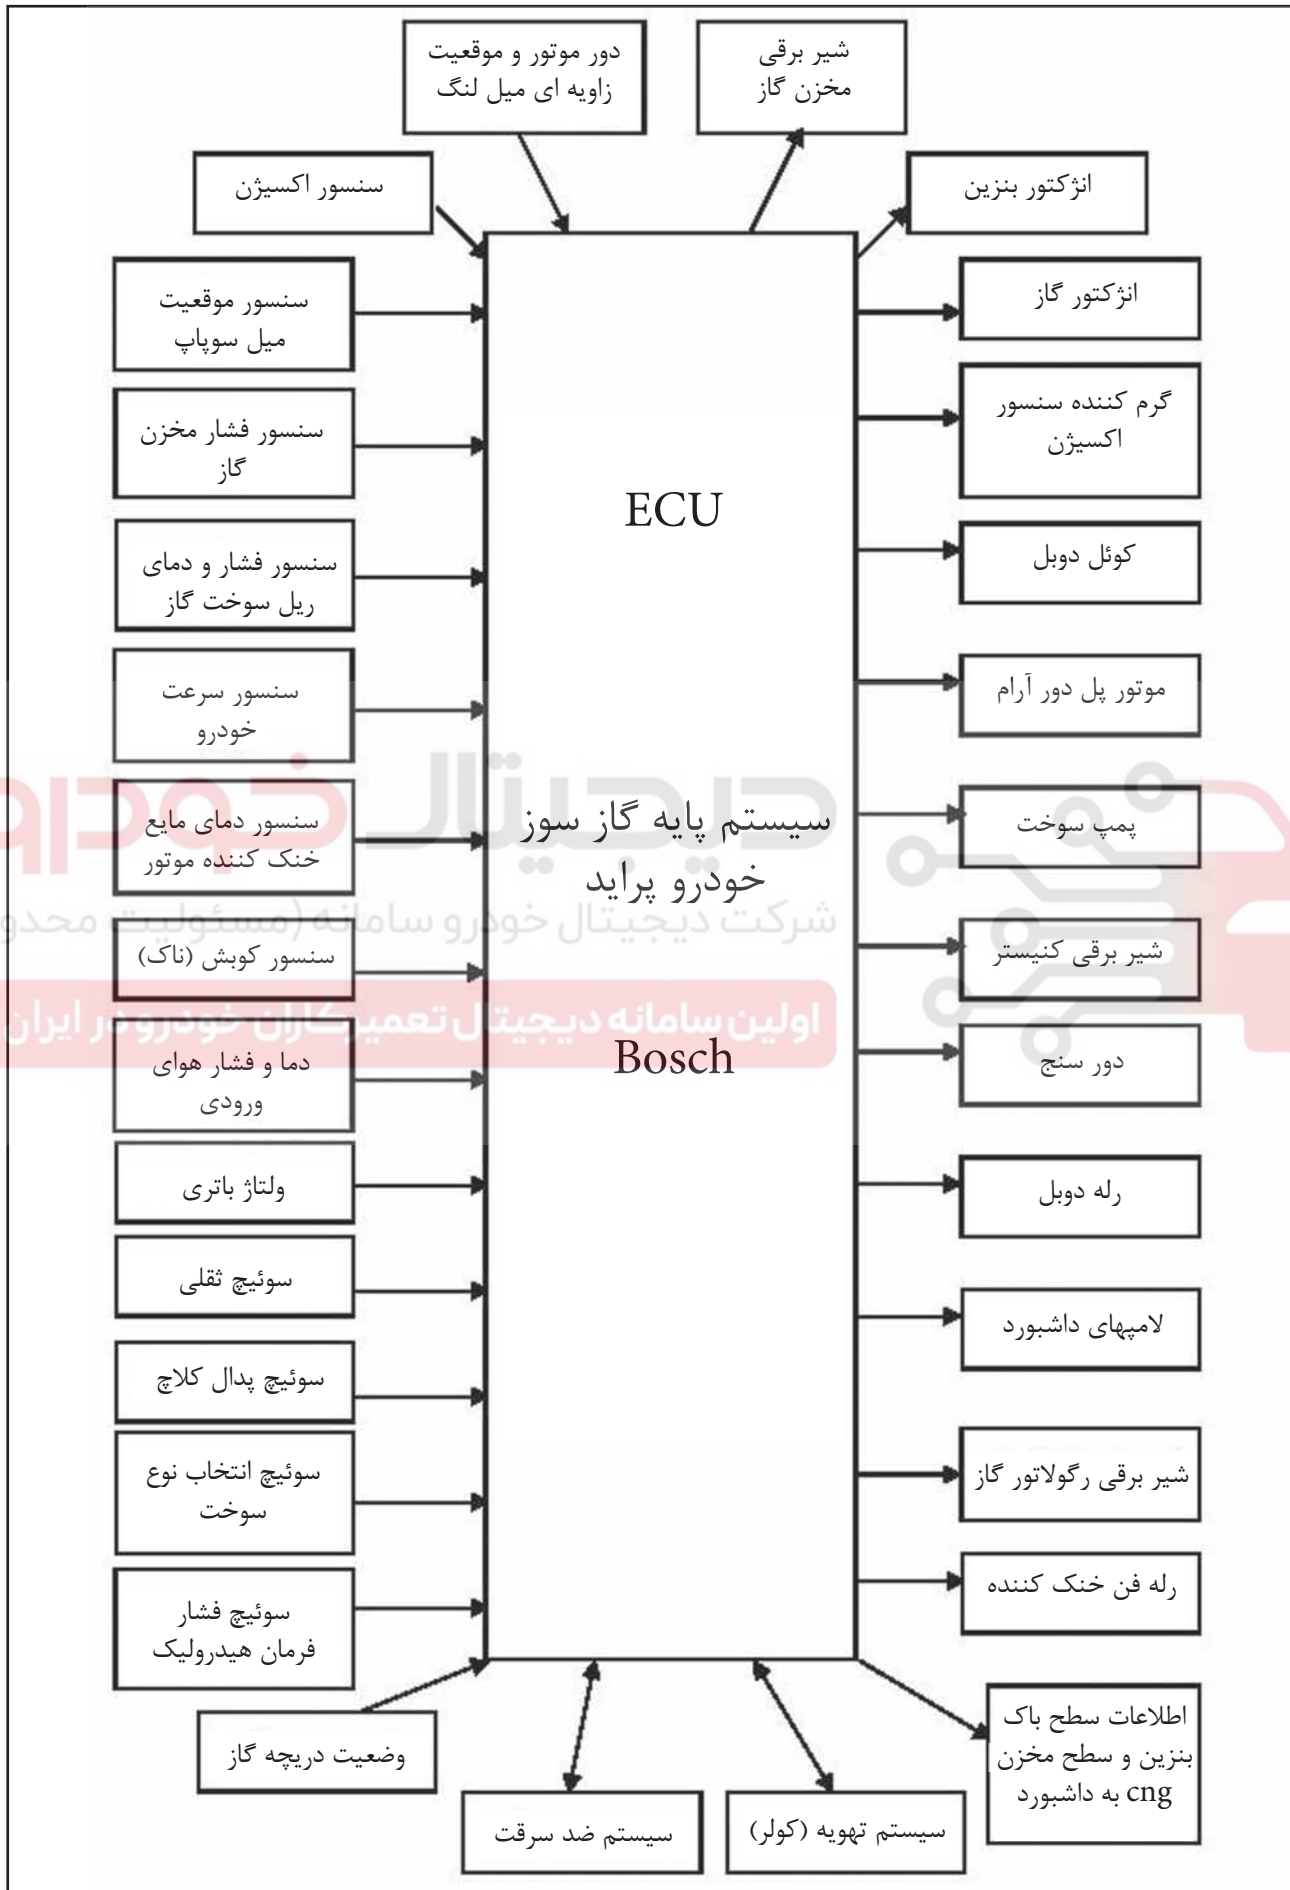 دور موتور و موقعیت
زاویه ای میل لنگ
شیر برقی
مخزن گاز
سنسور اکسیژن
انژکتور بنزین
سنسور موقعیت
میل سوپاپ
انژکتور گاز
سنسور فشار مخزن
گاز
گرم کننده سنسور
اکسیژن
ECU
سنسور فشار و دمای
ریل سوخت گاز
کوئل دوبل
سنسور سرعت
خودرو
موتور پل دور آرام
دیجیتال خودرو
سنسور دمای مایع
خنک کننده موتور
سیستم پایه گاز سوز
خودرو پراید
پمپ سوخت
شرکت دیجیتال خودرو سامانه (مسئولیت محدو
سنسور کوبش (ناک)
شیر برقی کنیستر
اولین سامانه دیجیتال تعمیرکاران خودرو در ایران
دما و فشار هوای
ورودی
Bosch
دور سنج
ولتاژ باتری
رله دوبل
سوئیچ ثقلی
لامپهای داشبورد
سوئیچ پدال کلاچ
سوئیچ انتخاب نوع
سوخت
شیر برقی رگولاتور گاز
سوئیچ فشار
فرمان هیدرولیک
رله فن خنک کننده
وضعیت دریچه گاز
سیستم ضد سرقت
سیستم تهویه (کولر)
اطلاعات سطح باک
بنزین و سطح مخزن
cng به داشبورد